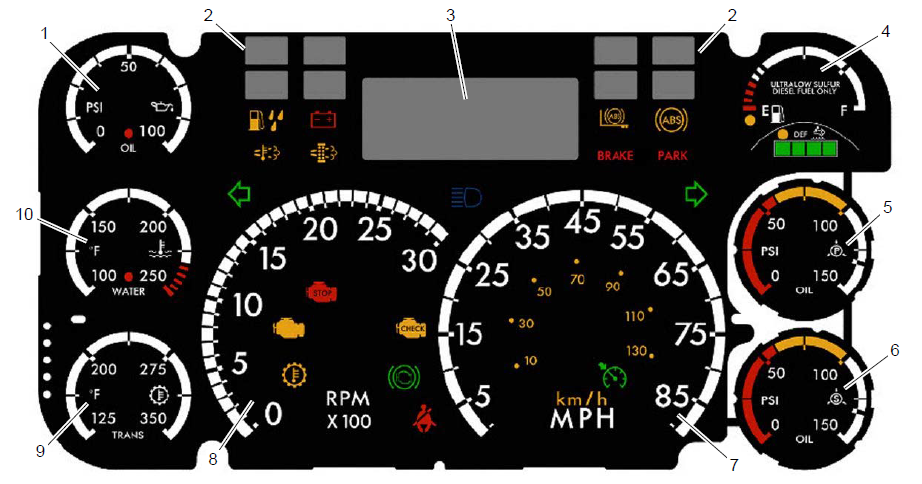 1
2
3
2
4
50
PSI
0
100
OIL
ABS
ABS
BRAKE
PARK
ULTRALOW SULFUR
DIESEL FUEL ONLY
E
F
DEF
10
150
200
°F
100
250
WATER
0
5
10
15
20
25
30
STOP
CHECK
C
RPM
X100
8
5
15
25
35
45
55
65
75
85
10
30
50
70
90
110
130
km/h
MPH
7
50
100
PSI
P
0
150
OIL
5
200
275
°F
125
350
TRANS
9
50
100
PSI
S
0
150
OIL
6